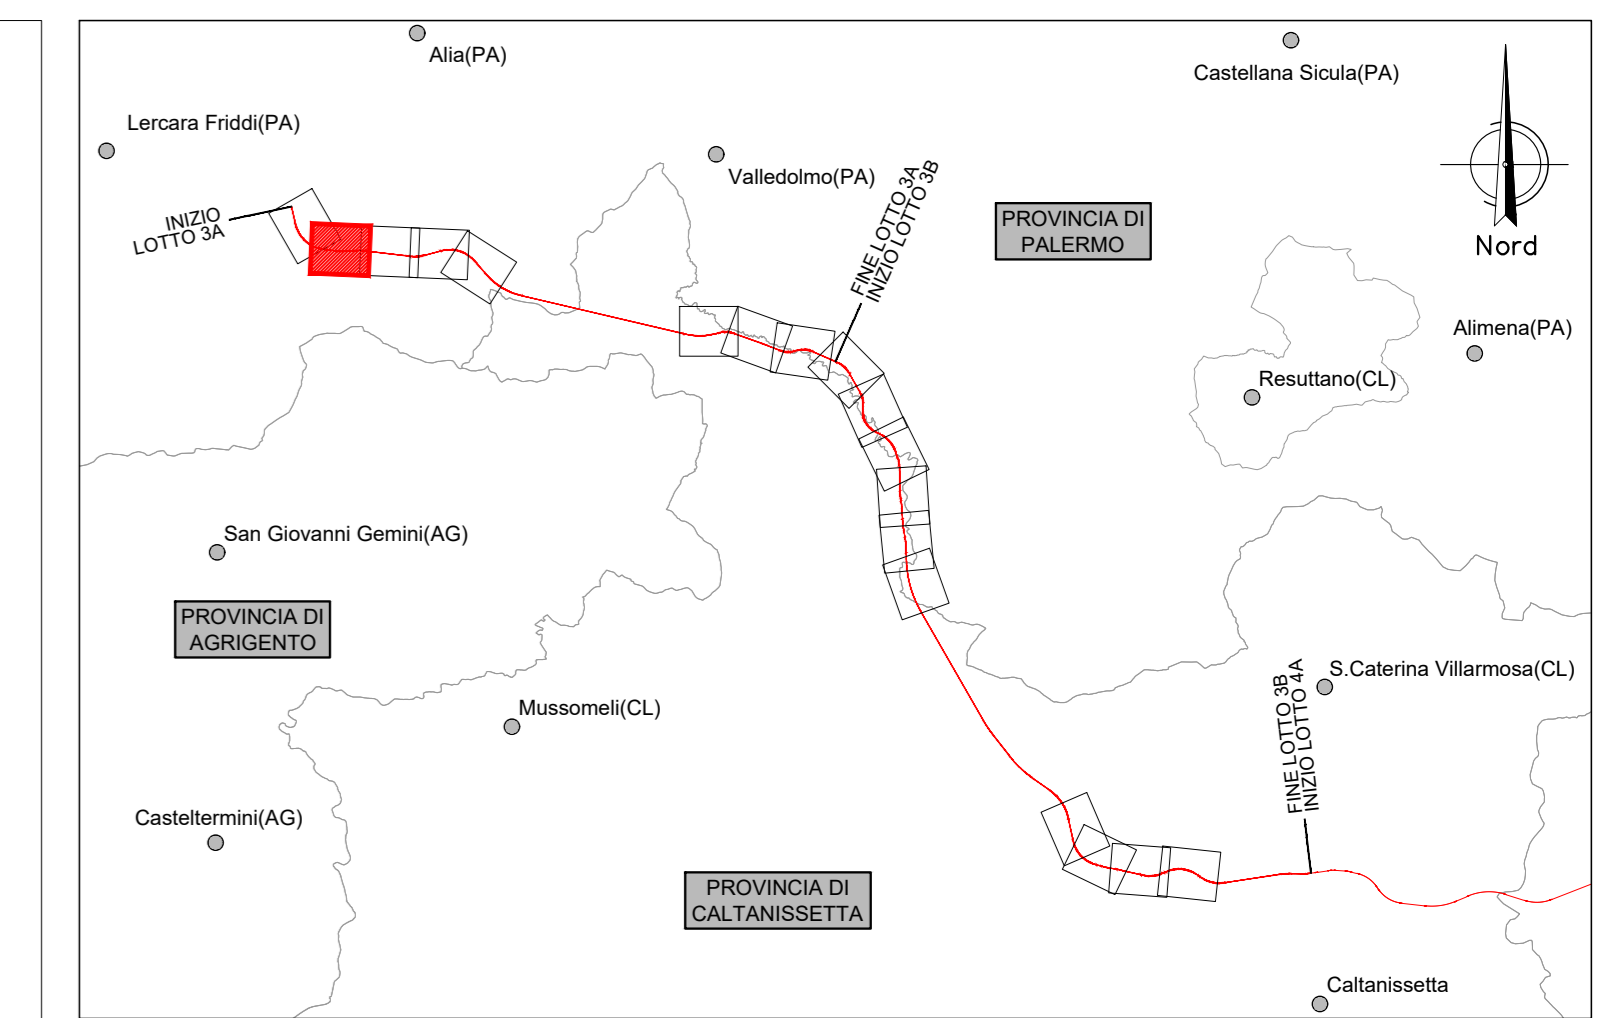 Alia(PA)
Castellana Sicula(PA)
Lercara Friddi(PA)
Valledolmo(PA)
INIZIO
LOTTO 3A
FINE LOTTO 3A
INIZIO LOTTO 3B
PROVINCIA DI
PALERMO
Nord
Alimena(PA)
Resuttano(CL)
San Giovanni Gemini(AG)
PROVINCIA DI
AGRIGENTO
Mussomeli(CL)
S.Caterina Villarmosa(CL)
FINE LOTTO 3B
INIZIO LOTTO 4A
Casteltermini(AG)
PROVINCIA DI
CALTANISSETTA
Caltanissetta